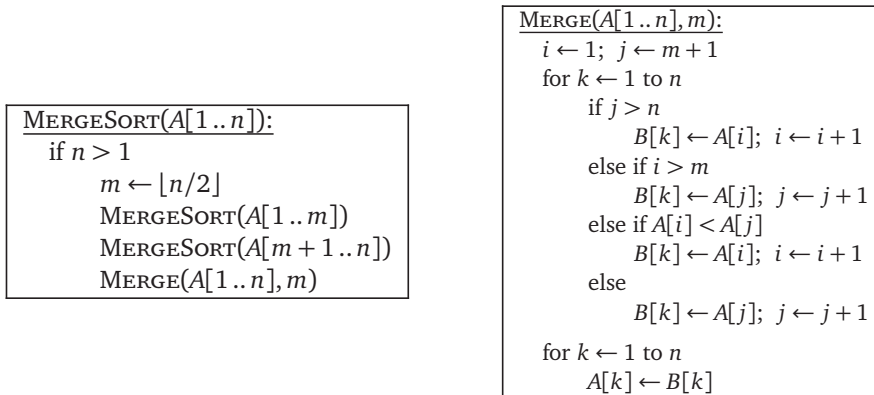 MERGESORT(A[1 .. n]):
if n > 1
m ← ⌊n/2⌋
MERGESORT(A[1 .. m])
MERGESORT(A[m + 1 .. n])
MERGE(A[1 .. n], m)
MERGE(A[1 .. n], m):
i ← 1; j ← m + 1
for k ← 1 to n
if j > n
B[k] ← A[i]; i ← i + 1
else if i > m
B[k] ← A[j]; j ← j + 1
else if A[i] < A[j]
B[k] ← A[i]; i ← i + 1
else
B[k] ← A[j]; j ← j + 1
for k ← 1 to n
A[k] ← B[k]